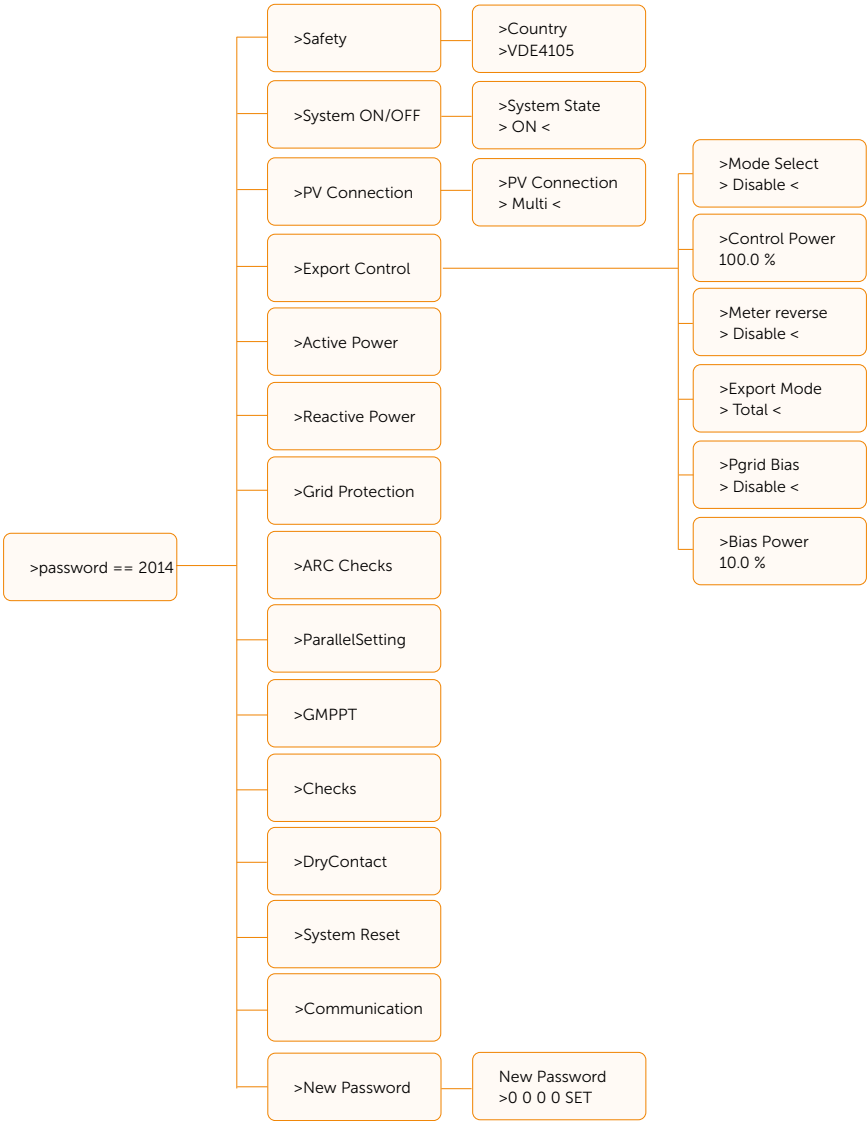 >password == 2014
>Safety
>Country
>VDE4105
>System ON/OFF
>System State
> ON <
>PV Connection
>PV Connection
> Multi <
>Export Control
>Mode Select
> Disable <
>Control Power
100.0 %
>Meter reverse
> Disable <
>Export Mode
> Total <
>Pgrid Bias
> Disable <
>Bias Power
10.0 %
>Active Power
>Reactive Power
>Grid Protection
>ARC Checks
>ParallelSetting
>GMPPT
>Checks
>DryContact
>System Reset
>Communication
>New Password
New Password
>0 0 0 0 SET